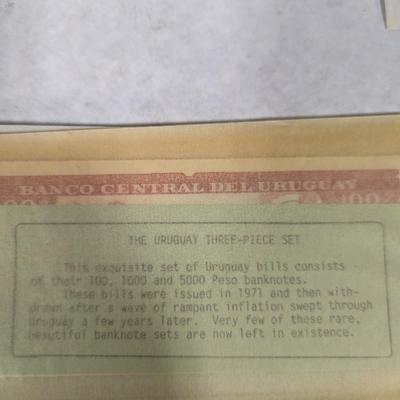 BANCO CENTRAL DEL URUGUAY
100
THE URUGUAY THREE-PIECE SET
This exquisite set of Uruguay bills consists
of their 100, 1000 and 5000 Peso banknotes.
These bills were issued in 1971 and then with-
drawn after a wave of rampant inflation swept through
Uruguay a few years later. Very few of these rare,
beautiful banknote sets are now left in existence.